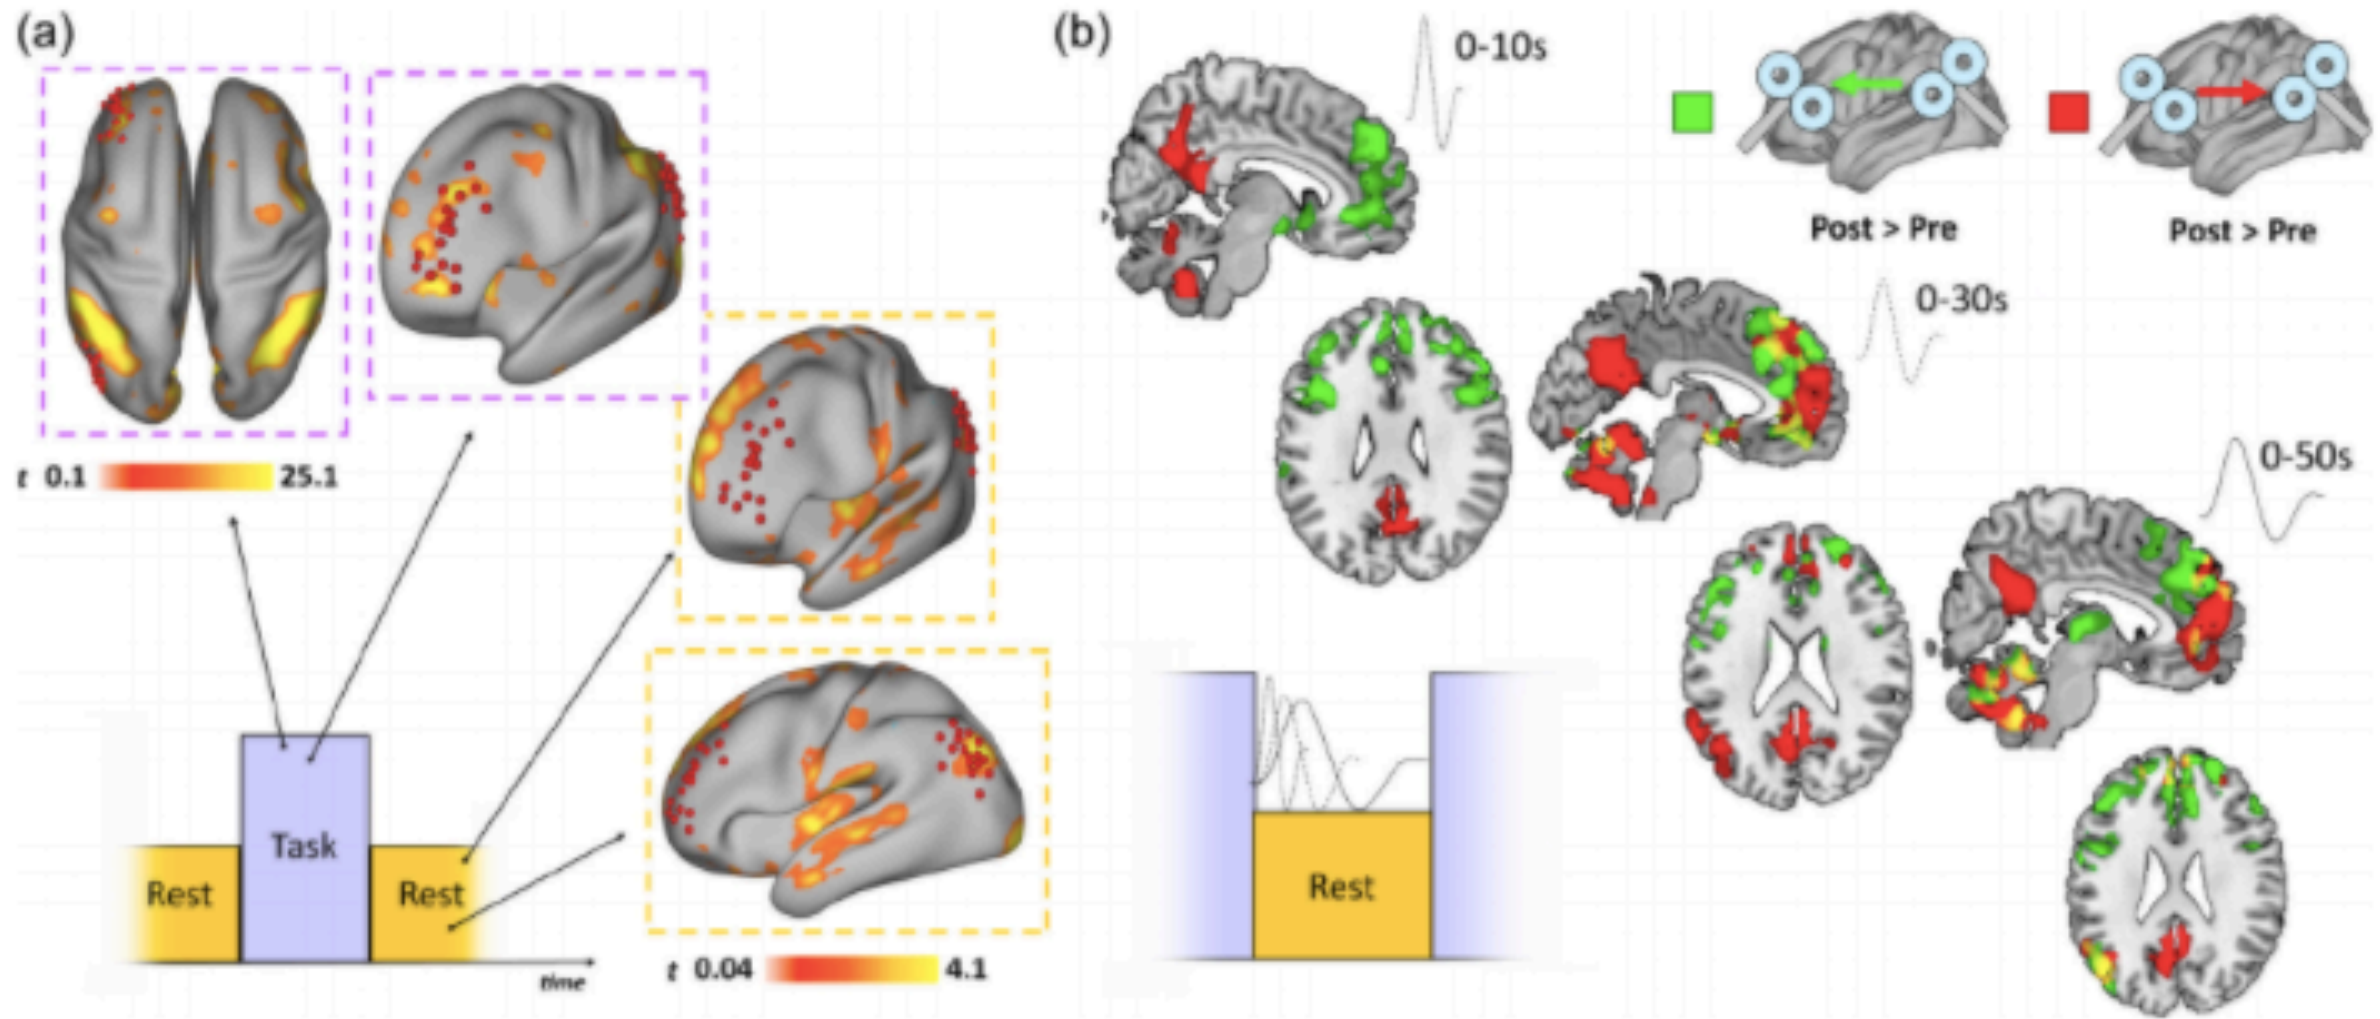 (a)
t 0.1 25.1
Task
Rest
Rest
time
t 0.04 4.1
(b)
0-10s
Post > Pre
Post > Pre
0-30s
0-50s
Rest